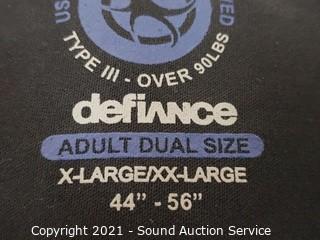 TYPE III - OVER 90LBS
defiance
ADULT DUAL SIZE
X-LARGE/XX-LARGE
44" - 56"
Copyright 2021 - Sound Auction Service